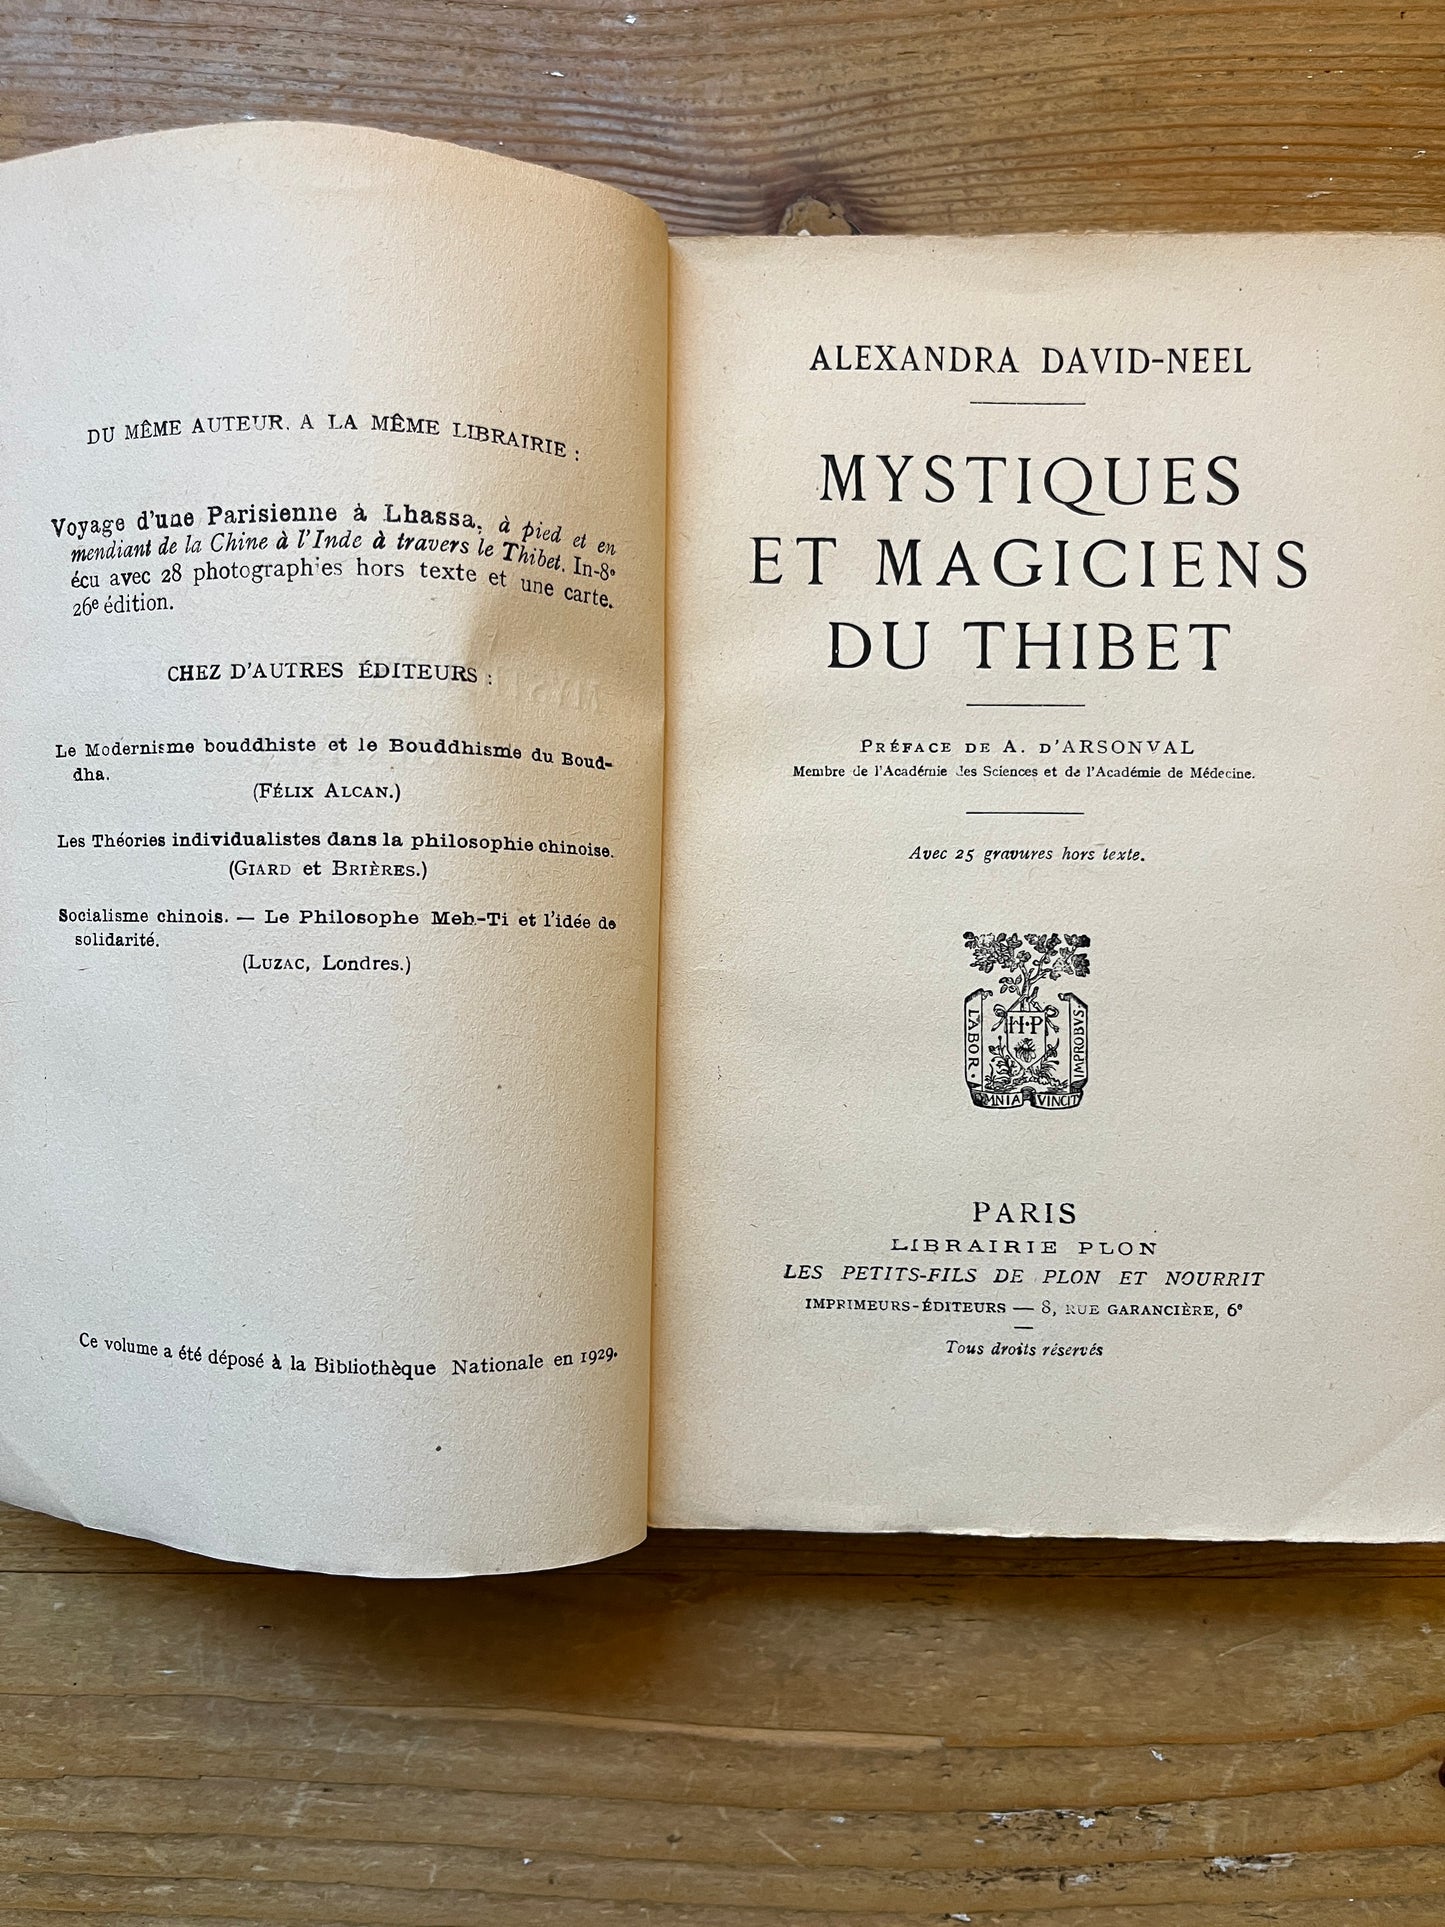 DU MÊME AUTEUR. A LA MÊME LIBRAIRIE :
Voyage d'une Parisienne à Lhassa, à pied et en
mendiant de la Chine à l'Inde à travers le Thibet. In-8°
écu avec 28 photographies hors texte et une carte.
26e édition.
CHEZ D'AUTRES ÉDITEURS :
Le Modernisme bouddhiste et le Bouddhisme du Boud-
dha.
(FÉLIX ALCAN.)
Les Théories individualistes dans la philosophie chinoise.
(GIARD et BRIÈRES.)
Socialisme chinois. — Le Philosophe Meh-Ti et l'idée de
solidarité.
(LUZAC, Londres.)
Ce volume a été déposé à la Bibliothèque Nationale en 1929.
ALEXANDRA DAVID-NEEL
MYSTIQUES
ET MAGICIENS
DU THIBET
PRÉFACE DE A. D'ARSONVAL
Membre de l'Académie des Sciences et de l'Académie de Médecine.
Avec 25 gravures hors texte.
H·P
LABOR·
IMPROBVS·
OMNIA VINCIT
PARIS
LIBRAIRIE PLON
LES PETITS-FILS DE PLON ET NOURRIT
IMPRIMEURS-ÉDITEURS — 8, RUE GARANCIÈRE, 6e
Tous droits réservés